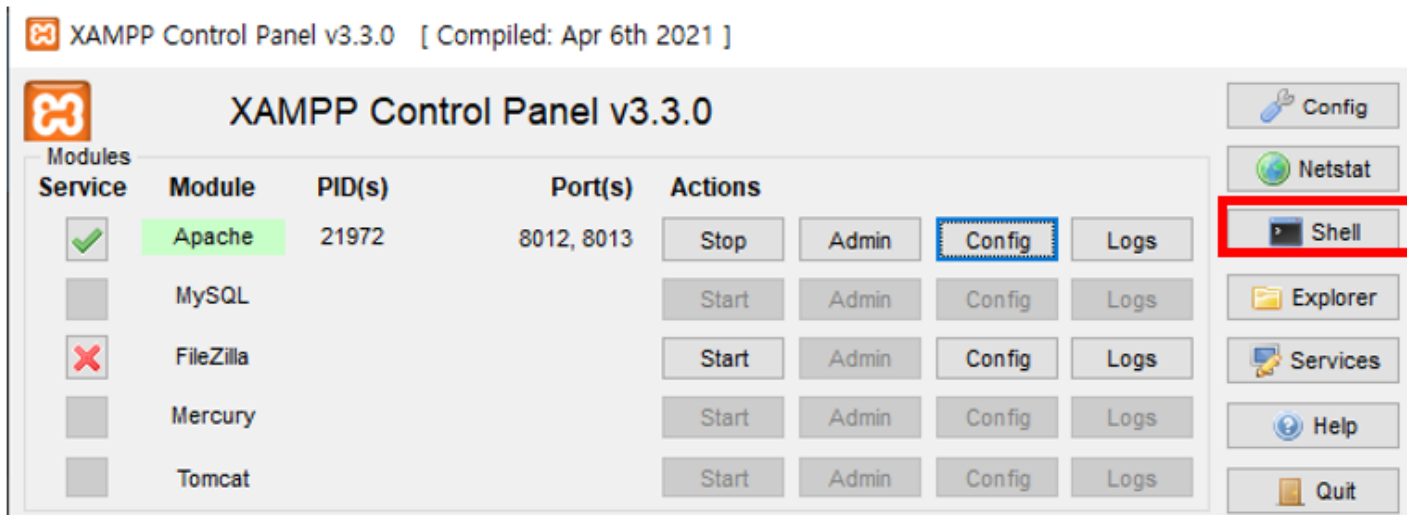 XAMPP Control Panel v3.3.0 [ Compiled: Apr 6th 2021 ]
XAMPP Control Panel v3.3.0
Modules
Service Module PID(s) Port(s) Actions
Apache 21972 8012, 8013 Stop Admin Config Logs
MySQL Start Admin Config Logs
FileZilla Start Admin Config Logs
Mercury Start Admin Config Logs
Tomcat Start Admin Config Logs
Config
Netstat
Shell
Explorer
Services
Help
Quit